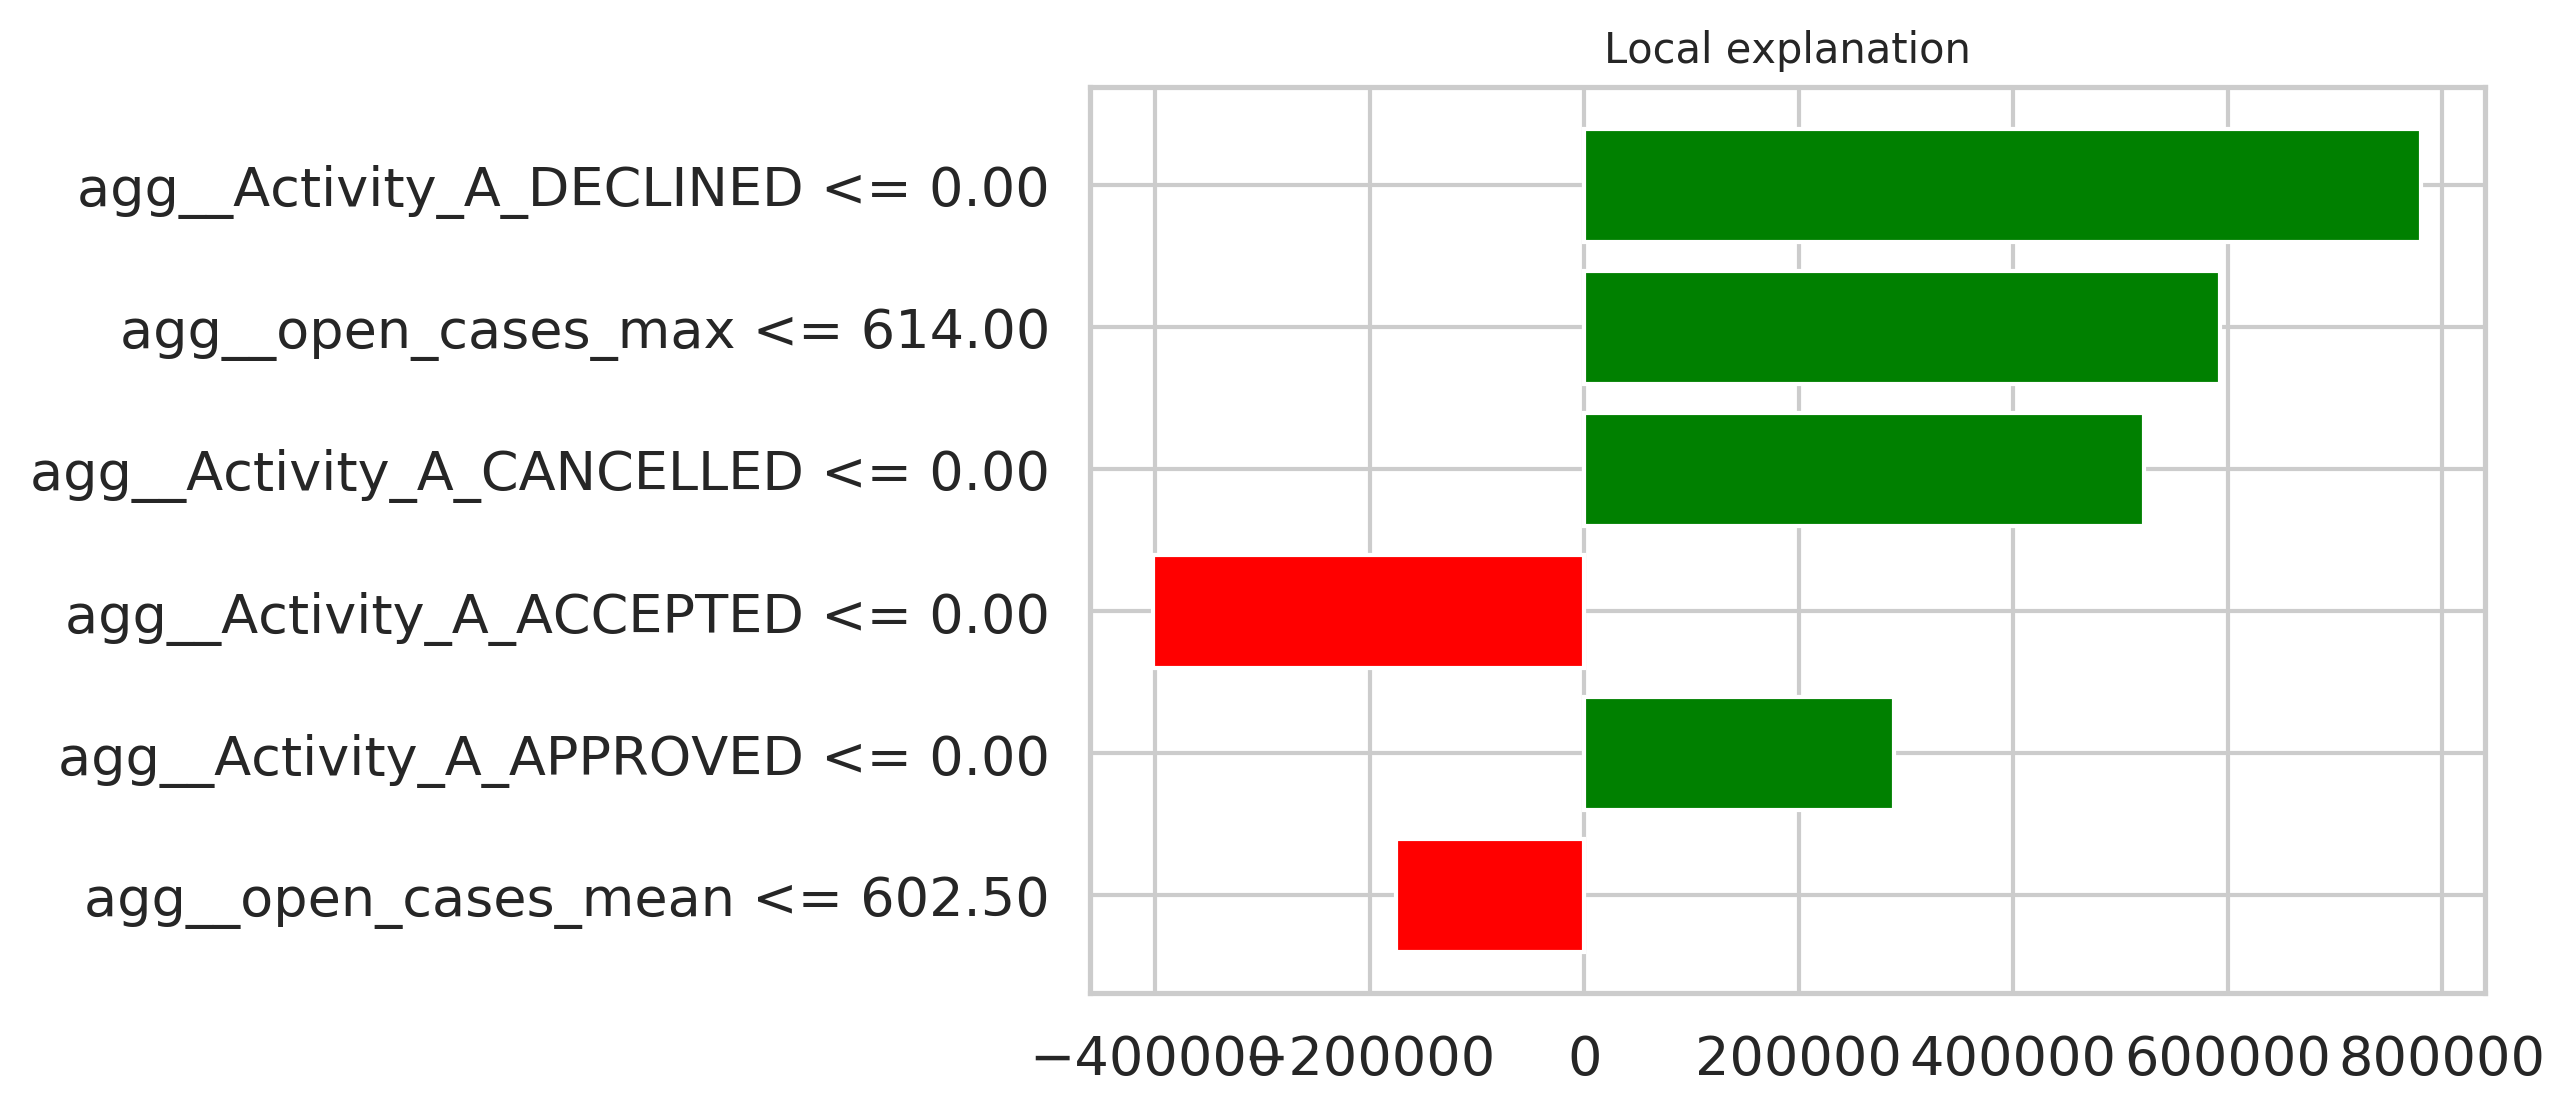 Local explanation
agg__Activity_A_DECLINED <= 0.00
agg__open_cases_max <= 614.00
agg__Activity_A_CANCELLED <= 0.00
agg__Activity_A_ACCEPTED <= 0.00
agg__Activity_A_APPROVED <= 0.00
agg__open_cases_mean <= 602.50
−400000 −200000 0 200000 400000 600000 800000